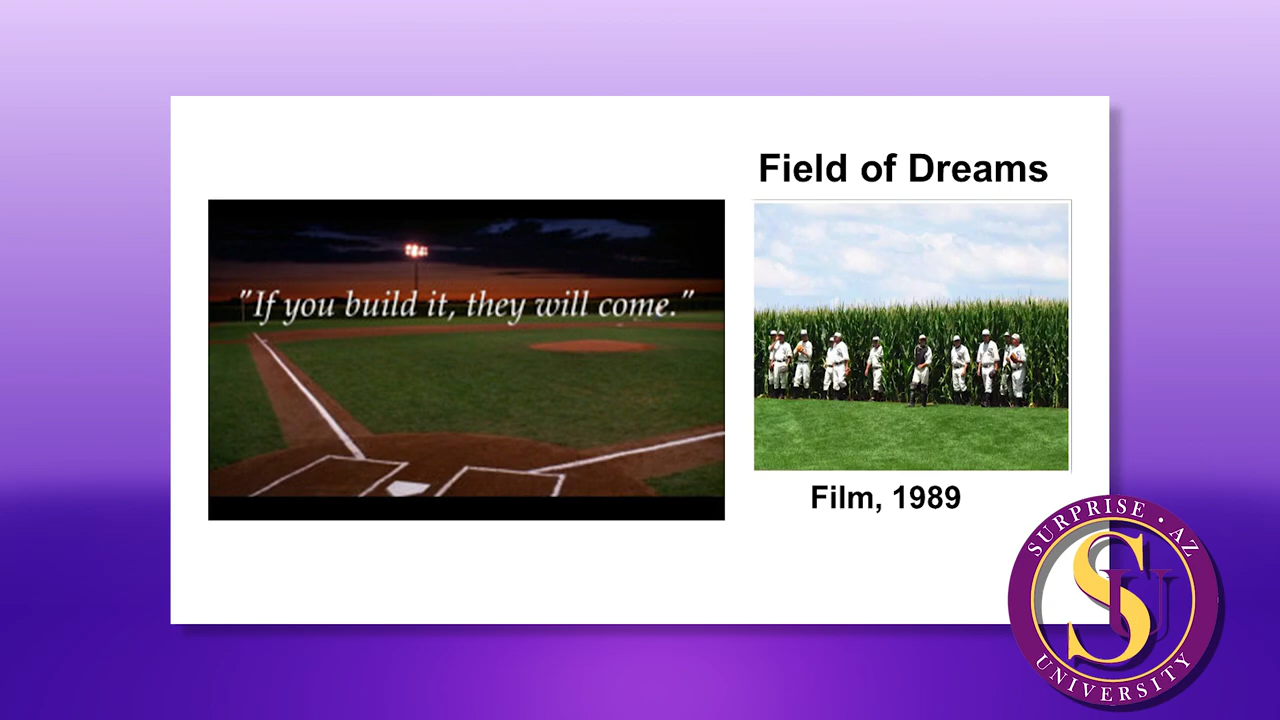 Field of Dreams
"If you build it, they will come."
Film, 1989
SURPRISE • AZ
SU
UNIVERSITY